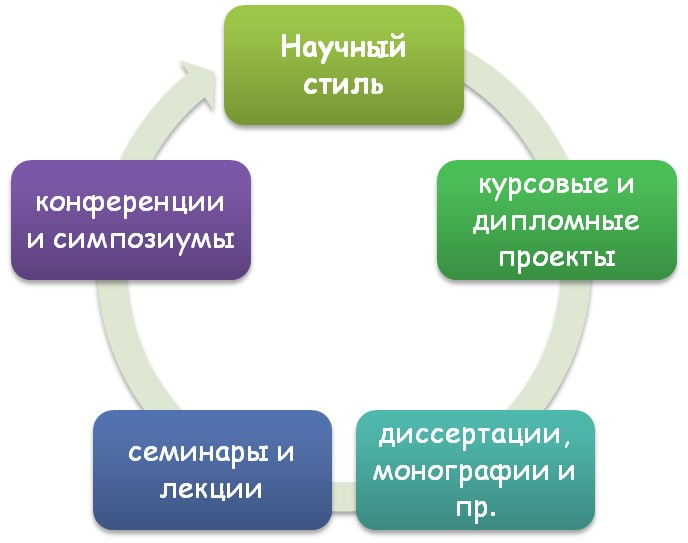 Научный
стиль
курсовые и
дипломные
проекты
диссертации,
монографии и
пр.
семинары и
лекции
конференции
и симпозиумы